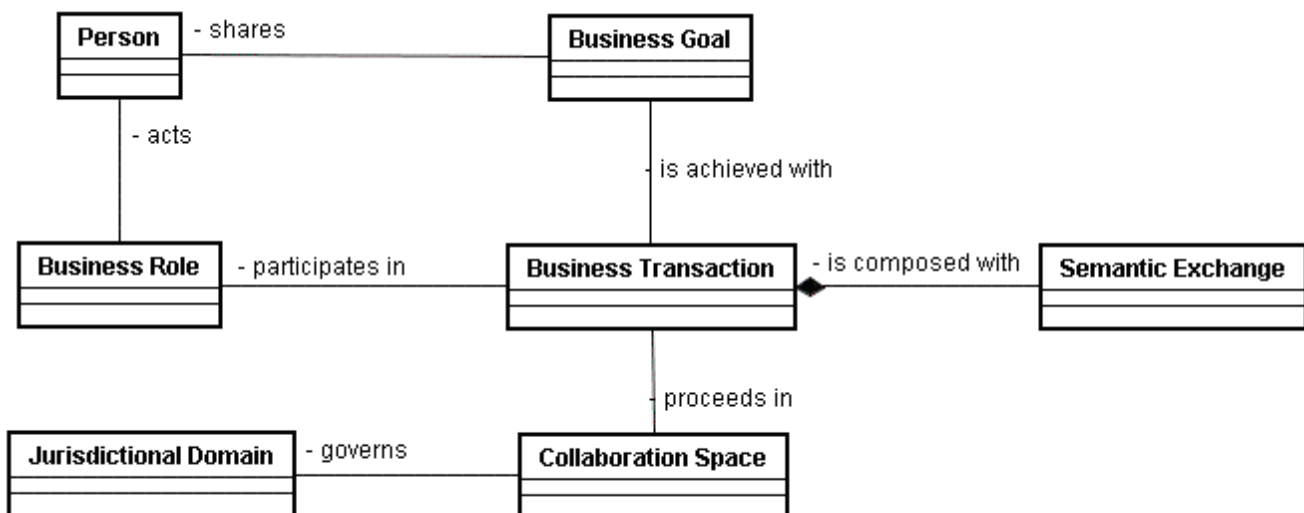 Person
- shares
Business Goal
- acts
- is achieved with
Business Role
- participates in
Business Transaction
- is composed with
Semantic Exchange
- proceeds in
Jurisdictional Domain
- governs
Collaboration Space